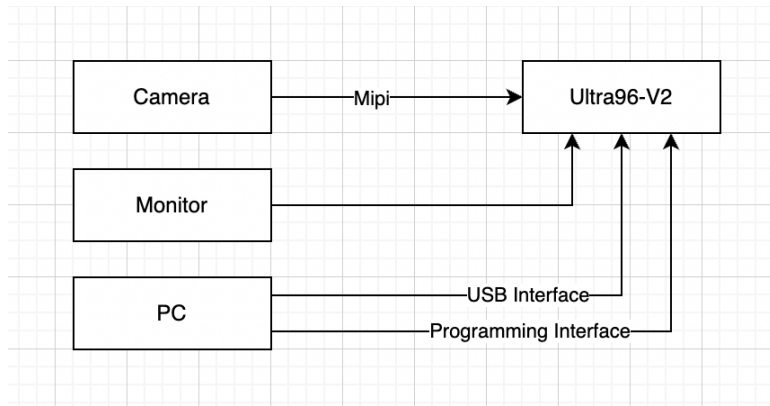 Camera
Mipi
Ultra96-V2
Monitor
PC
USB Interface
Programming Interface